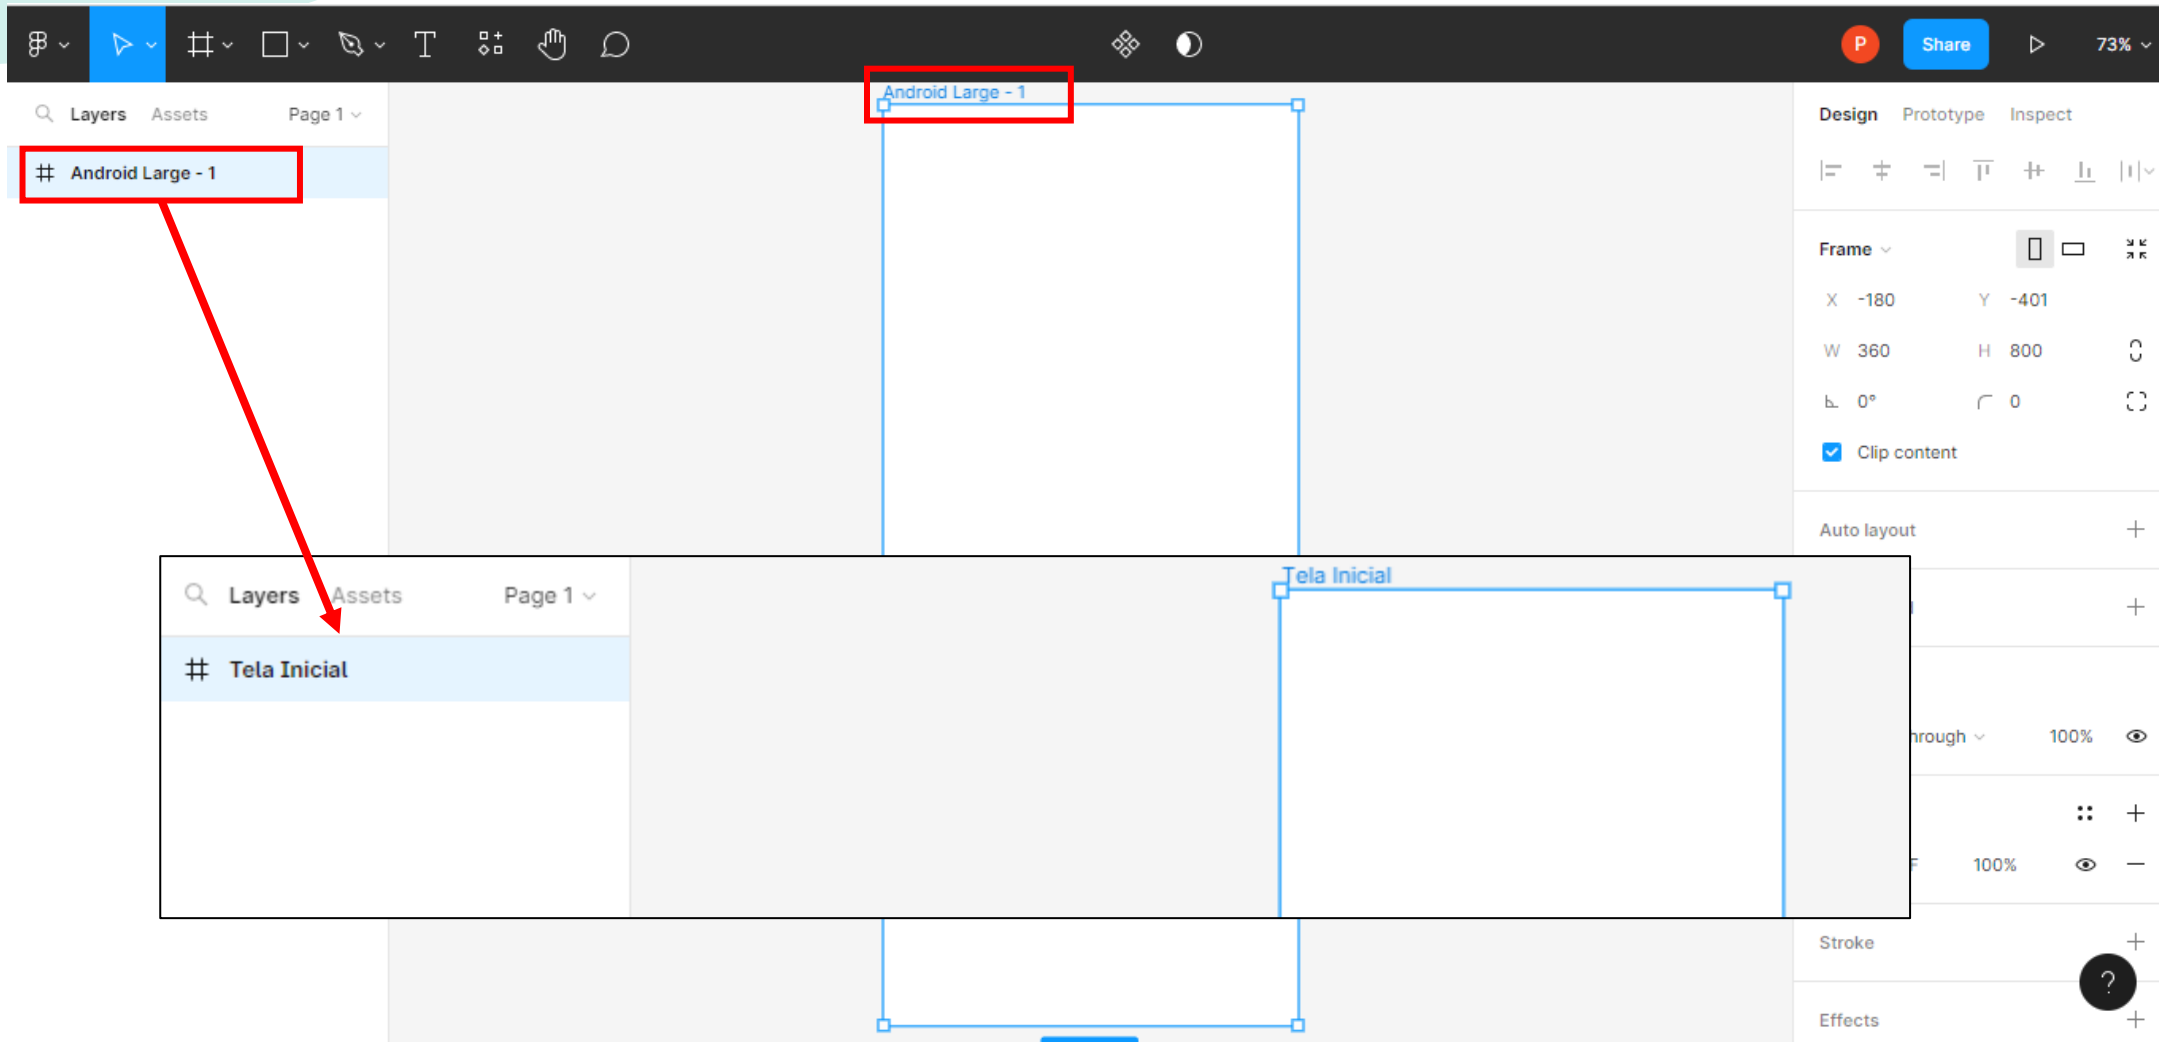 P
Share
73%
Layers
Assets
Page 1
Android Large - 1
Android Large - 1
Design
Prototype
Inspect
Frame
X -180
Y -401
W 360
H 800
0°
0
Clip content
Auto layout
Layers
Assets
Page 1
Tela Inicial
Tela Inicial
hrough
100%
F
100%
Stroke
?
Effects